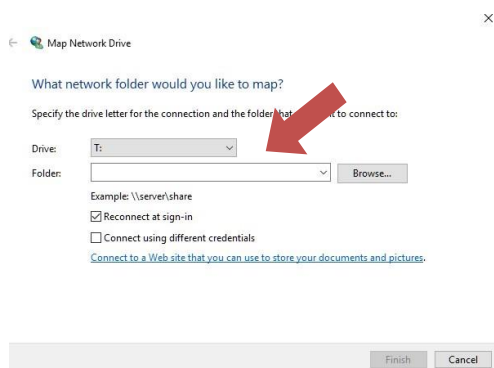 Map Network Drive
What network folder would you like to map?
Specify the drive letter for the connection and the folder that to connect to:
Drive: T:
Folder: Browse...
Example: \\server\share
Reconnect at sign-in
Connect using different credentials
Connect to a Web site that you can use to store your documents and pictures.
Finish Cancel